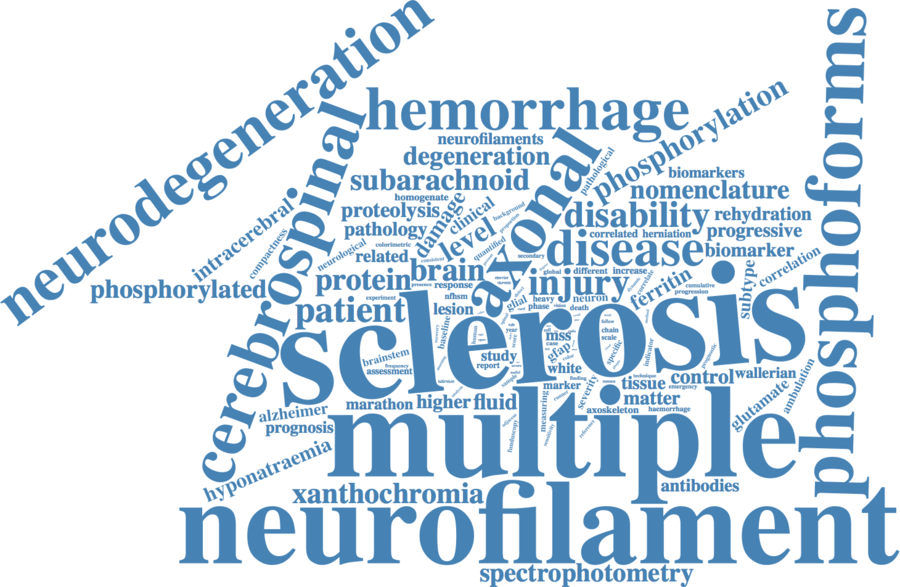 neurodegeneration
phosphoforms
hemorrhage
cerebrospinal
neurofilaments
axonal
phosphorylation
degeneration
pathological
subarachnoid
biomarkers
nomenclature
homogenate
intracerebral
proteolysis
damage
clinical
background
disability
rehydration
compactness
pathology
level
correlated herniation
progressive
neurological
colorimetric
quantified
secondary
disease
biomarker
related
brain
global
different
increase
correlation
phosphorylated
protein
response
injury
ferritin
subtype
cumulative
progression
experiment
nfhsm
glial
heavy
neuron
patient
lesion
phase
death
sclerosis
baseline
year
mss
chain
scale
case
gfap
specific
indicator
brainstem
study
report
frequency
assessment
white
control
wallerian
marker
severity
tissue
emergency
ambulation
marathon
higher
fluid
measuring
matter
glutamate
alzheimer
axoskeleton
haemorrhage
prognosis
multiple
fundoscopy
hyponatraemia
antibodies
xanthochromia
neurofilament
spectrophotometry